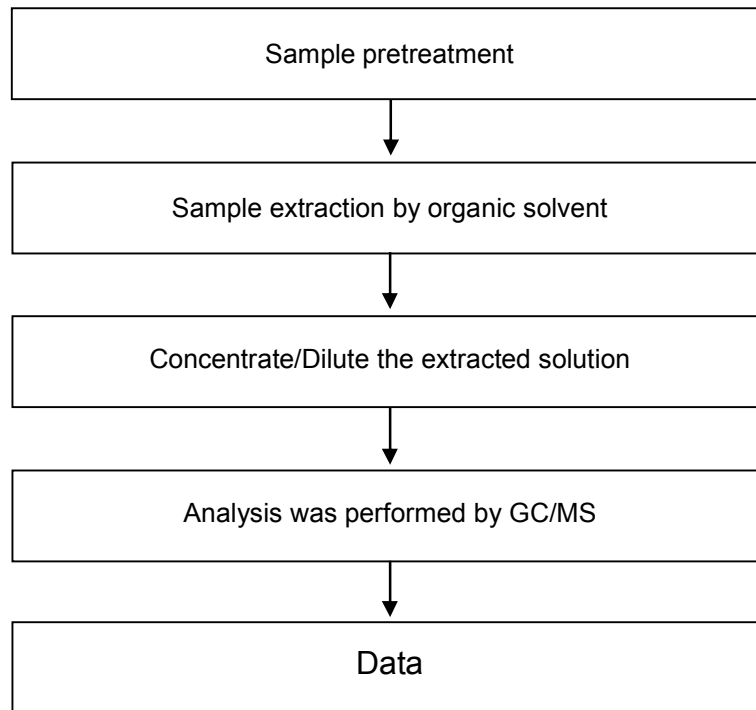 Sample pretreatment
Sample extraction by organic solvent
Concentrate/Dilute the extracted solution
Analysis was performed by GC/MS
Data